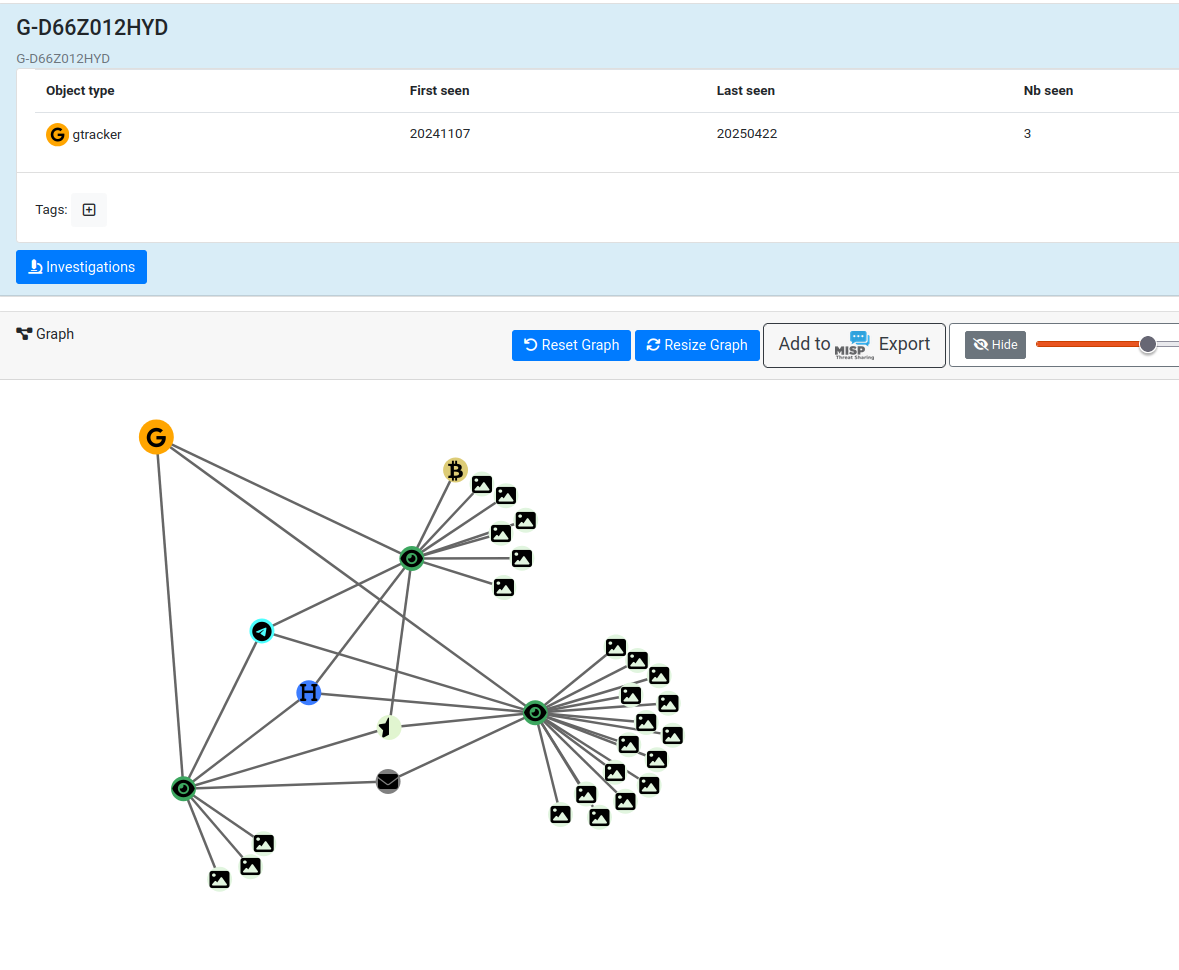 G-D66Z012HYD
G-D66Z012HYD
Object type First seen Last seen Nb seen
G gtracker 20241107 20250422 3
Tags:
Investigations
Graph Reset Graph Resize Graph Add to MISP Threat Sharing Export Hide
G
B
H